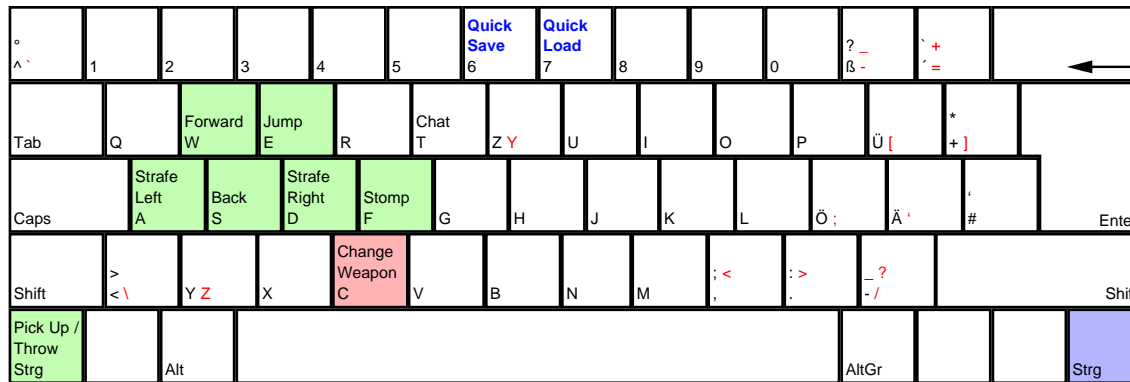 ° Quick Quick ? _ ` +
Save Load
^ ` 1 2 3 4 5 6 7 8 9 0 ß - ´ =
Forward Jump Chat *
Tab Q W E R T Z Y U I O P Ü [ + ]
Strafe Strafe
Left Back Right Stomp ‘
Caps A S D F G H J K L Ö ; Ä ‘ # Ente
Change
> Weapon ; < : > _ ?
Shift < \ Y Z X C V B N M , . - / Shif
Pick Up /
Throw
Strg Alt AltGr Strg